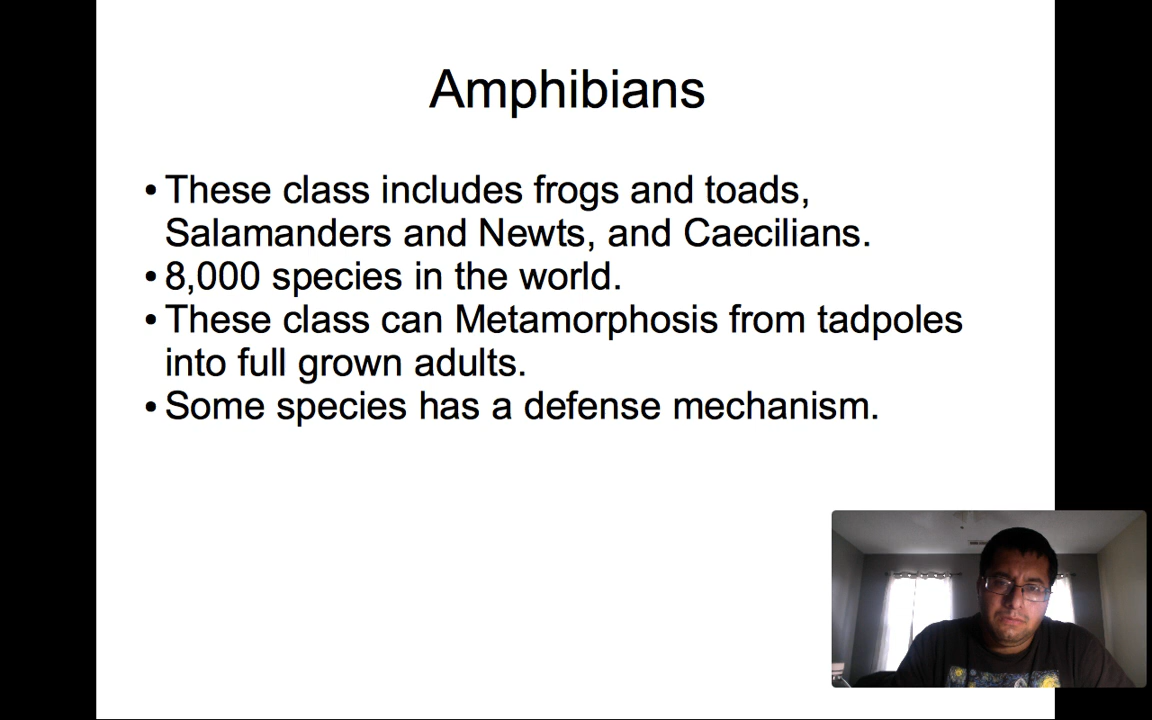 Amphibians
• These class includes frogs and toads,
Salamanders and Newts, and Caecilians.
• 8,000 species in the world.
• These class can Metamorphosis from tadpoles
into full grown adults.
• Some species has a defense mechanism.